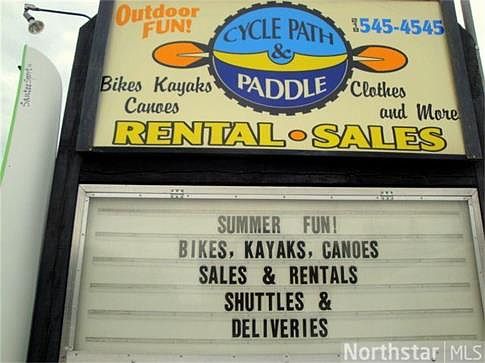 Outdoor
FUN!
CYCLE PATH
&
PADDLE
545-4545
Bikes Kayaks
Canoes
Clothes
and More
RENTAL • SALES
SUMMER FUN!
BIKES, KAYAKS, CANOES
SALES & RENTALS
SHUTTLES &
DELIVERIES
Northstar MLS